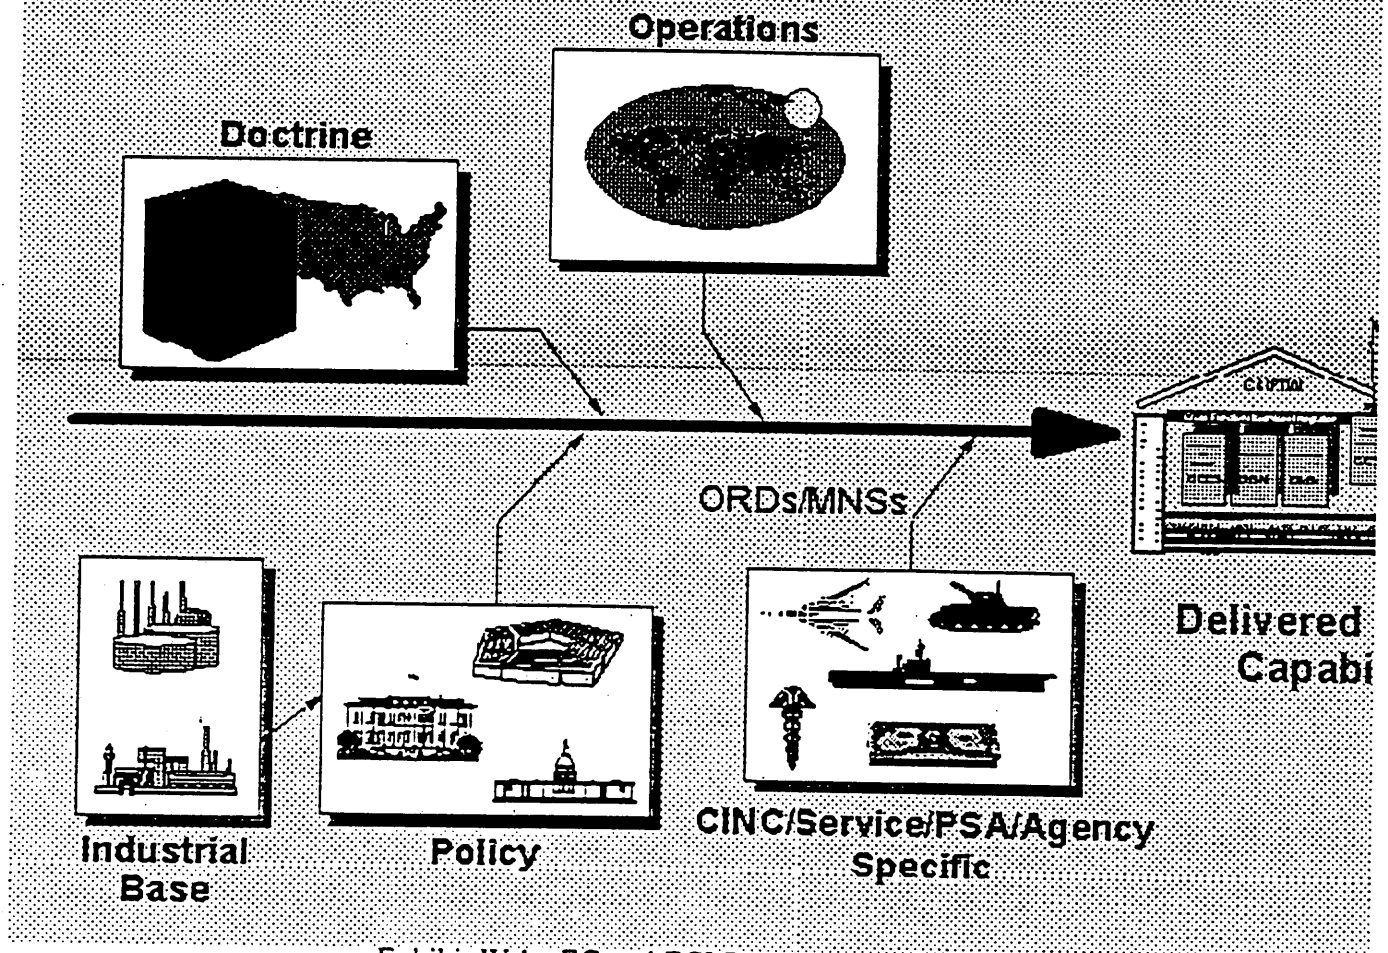 Operations
Doctrine
ORDs/MNSs
Delivered
Capabi
CINC/Service/PSA/Agency
Specific
Policy
Industrial
Base